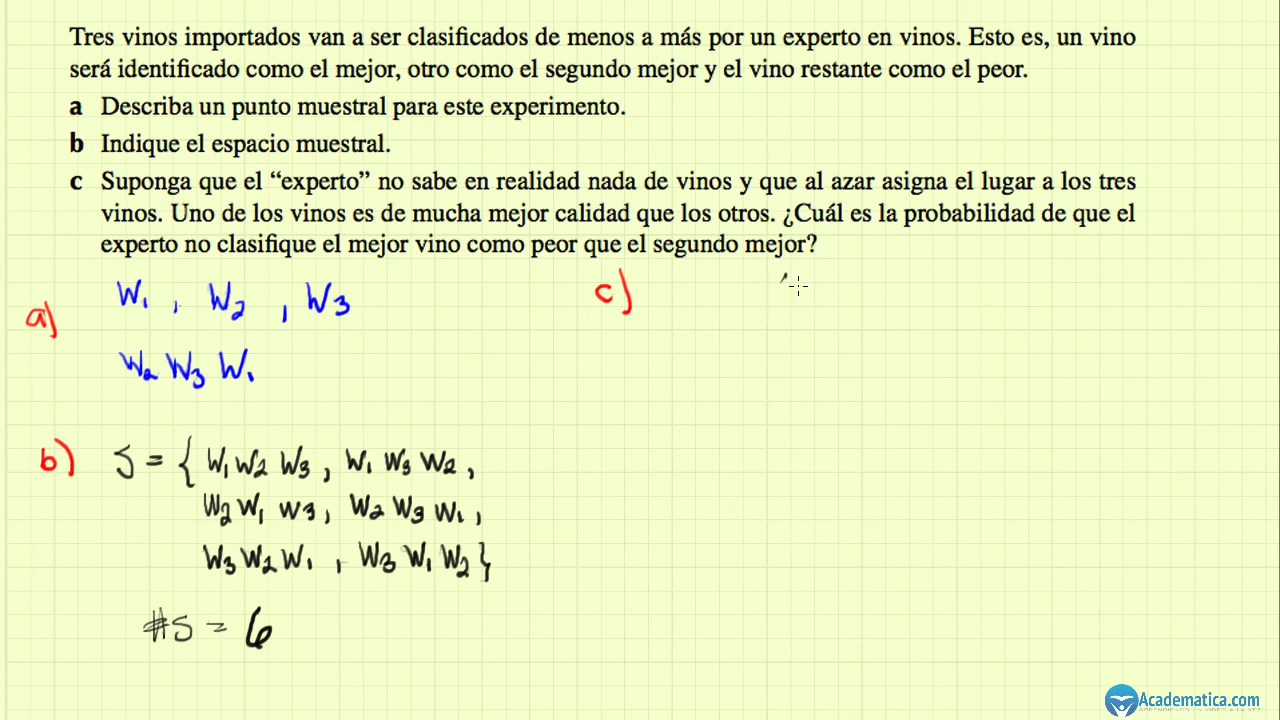 Tres vinos importados van a ser clasificados de menos a más por un experto en vinos. Esto es, un vino
será identificado como el mejor, otro como el segundo mejor y el vino restante como el peor.
a Describa un punto muestral para este experimento.
b Indique el espacio muestral.
c Suponga que el “experto” no sabe en realidad nada de vinos y que al azar asigna el lugar a los tres
vinos. Uno de los vinos es de mucha mejor calidad que los otros. ¿Cuál es la probabilidad de que el
experto no clasifique el mejor vino como peor que el segundo mejor?
a) W₁ , W₂ , W₃
W₂ W₃ W₁
b) S = { W₁ W₂ W₃ , W₁ W₃ W₂ ,
W₂ W₁ W₃ , W₂ W₃ W₁ ,
W₃ W₂ W₁ , W₃ W₁ W₂ }
#S = 6
c)
Academatica.com